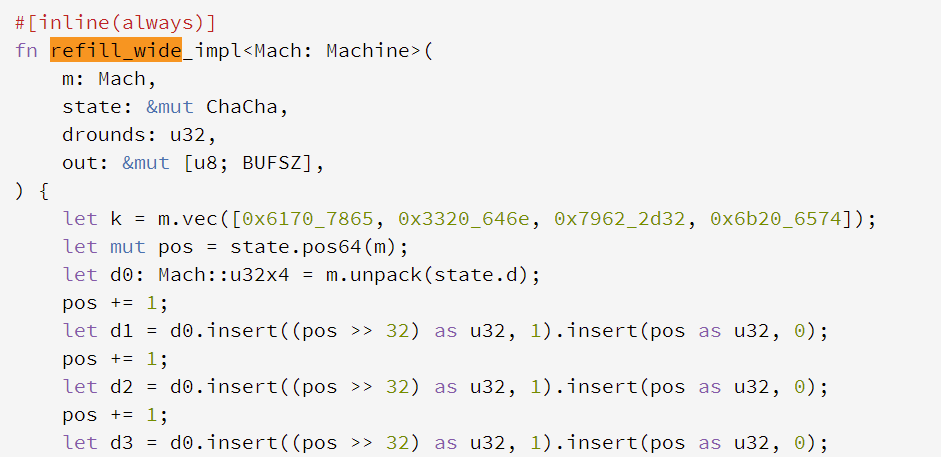 #[inline(always)]
fn refill_wide_impl<Mach: Machine>(
    m: Mach,
    state: &mut ChaCha,
    drounds: u32,
    out: &mut [u8; BUFSZ],
) {
    let k = m.vec([0x6170_7865, 0x3320_646e, 0x7962_2d32, 0x6b20_6574]);
    let mut pos = state.pos64(m);
    let d0: Mach::u32x4 = m.unpack(state.d);
    pos += 1;
    let d1 = d0.insert((pos >> 32) as u32, 1).insert(pos as u32, 0);
    pos += 1;
    let d2 = d0.insert((pos >> 32) as u32, 1).insert(pos as u32, 0);
    pos += 1;
    let d3 = d0.insert((pos >> 32) as u32, 1).insert(pos as u32, 0);